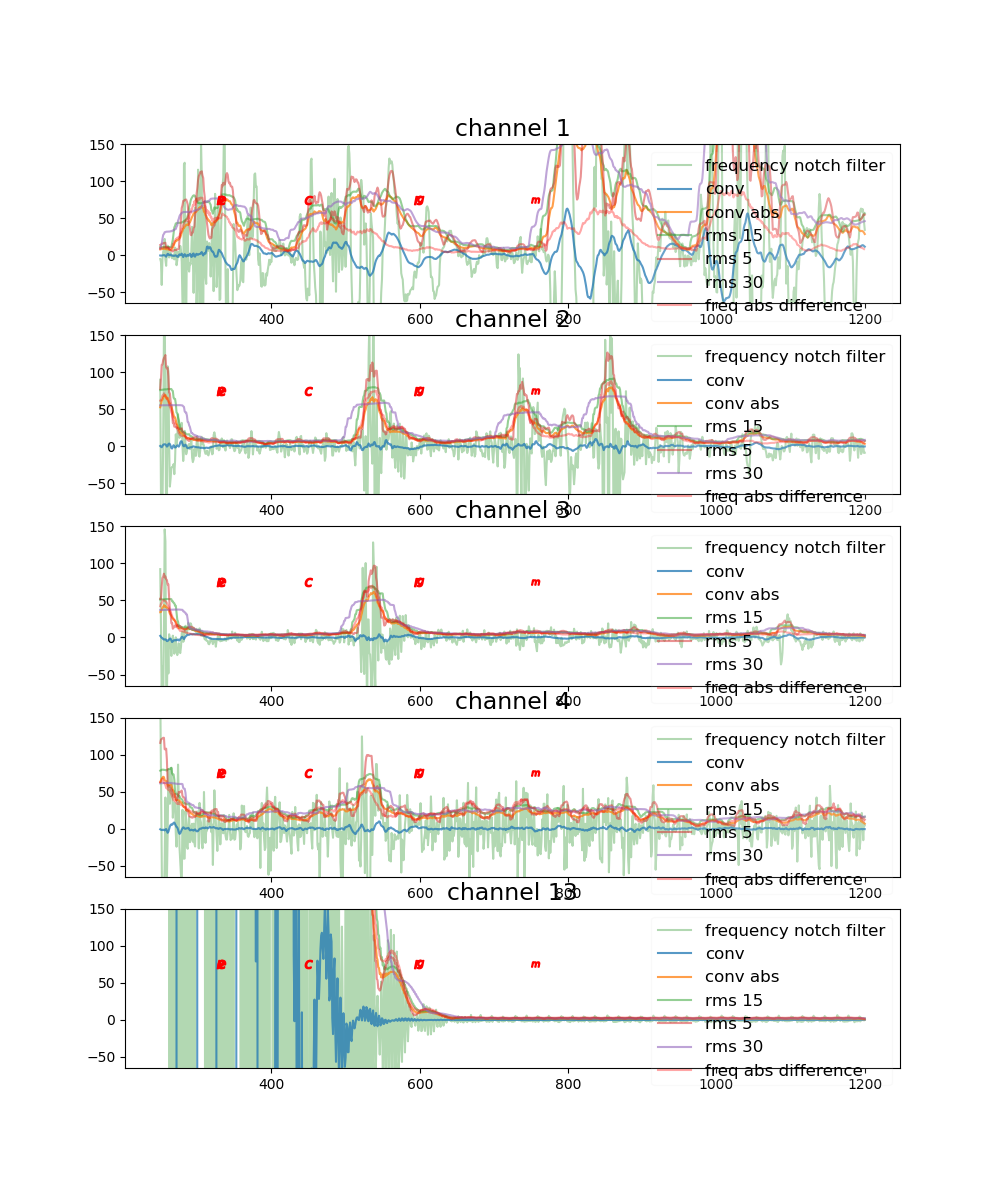 channel 1
150
100
50
0
−50
c
m
frequency notch filter
conv
conv abs
rms 15
rms 5
rms 30
freq abs difference
400
600
800
1000
1200
channel 2
150
100
50
0
−50
c
m
frequency notch filter
conv
conv abs
rms 15
rms 5
rms 30
freq abs difference
400
600
800
1000
1200
channel 3
150
100
50
0
−50
c
m
frequency notch filter
conv
conv abs
rms 15
rms 5
rms 30
freq abs difference
400
600
800
1000
1200
channel 4
150
100
50
0
−50
c
m
frequency notch filter
conv
conv abs
rms 15
rms 5
rms 30
freq abs difference
400
600
800
1000
1200
channel 13
150
100
50
0
−50
c
m
frequency notch filter
conv
conv abs
rms 15
rms 5
rms 30
freq abs difference
400
600
800
1000
1200